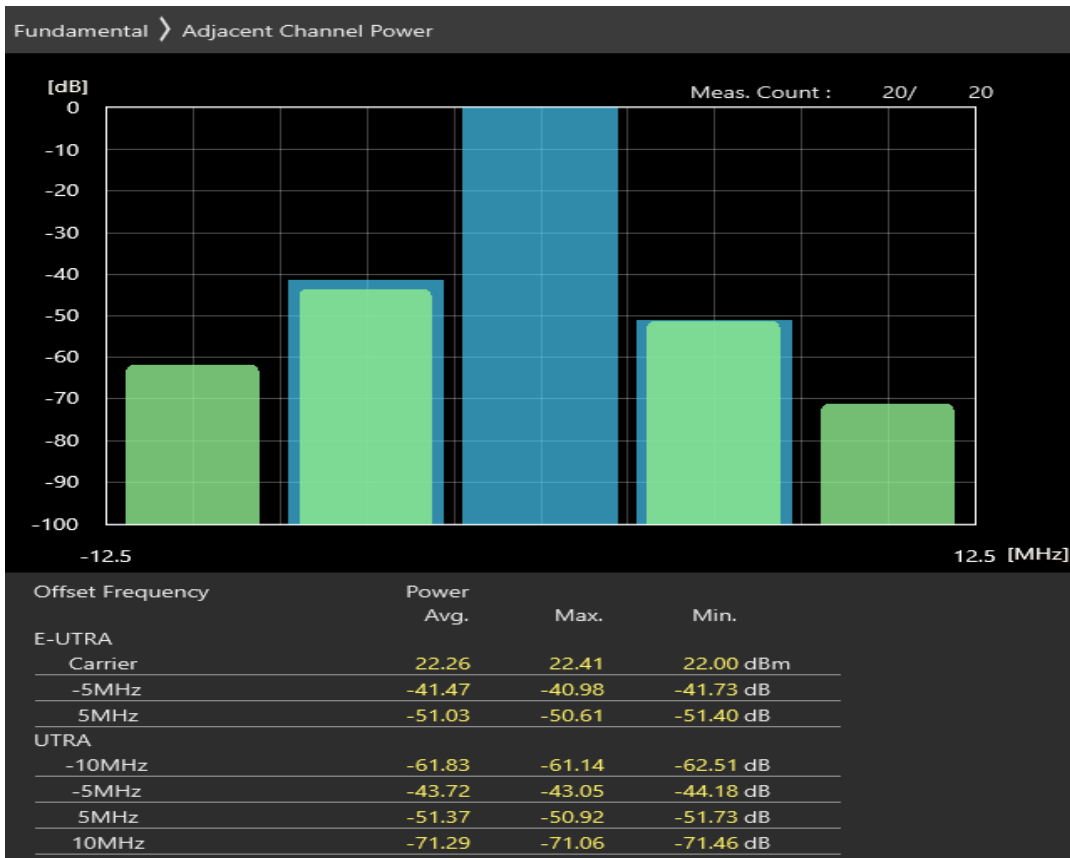 Fundamental 〉 Adjacent Channel Power
[dB]
Meas. Count : 20/ 20
0
-10
-20
-30
-40
-50
-60
-70
-80
-90
-100
-12.5 12.5 [MHz]
Offset Frequency Power
Avg. Max. Min.
E-UTRA
Carrier 22.26 22.41 22.00 dBm
-5MHz -41.47 -40.98 -41.73 dB
5MHz -51.03 -50.61 -51.40 dB
UTRA
-10MHz -61.83 -61.14 -62.51 dB
-5MHz -43.72 -43.05 -44.18 dB
5MHz -51.37 -50.92 -51.73 dB
10MHz -71.29 -71.06 -71.46 dB